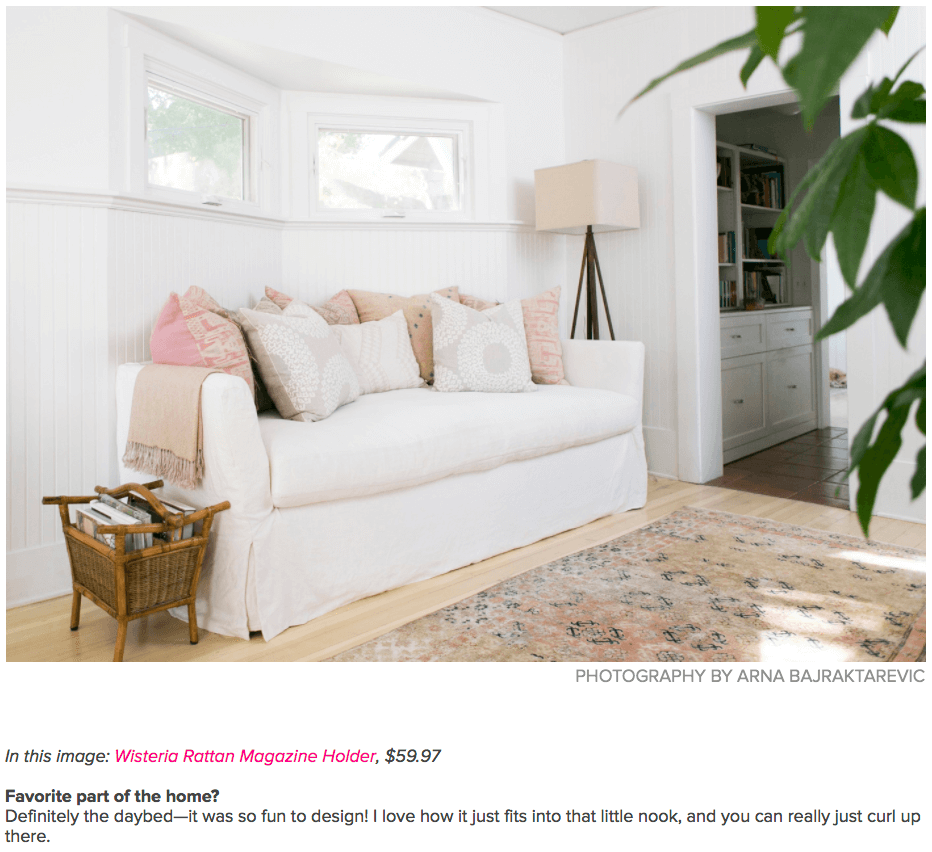 PHOTOGRAPHY BY ARNA BAJRAKTAREVIC
In this image: Wisteria Rattan Magazine Holder, $59.97
Favorite part of the home?
Definitely the daybed—it was so fun to design! I love how it just fits into that little nook, and you can really just curl up
there.